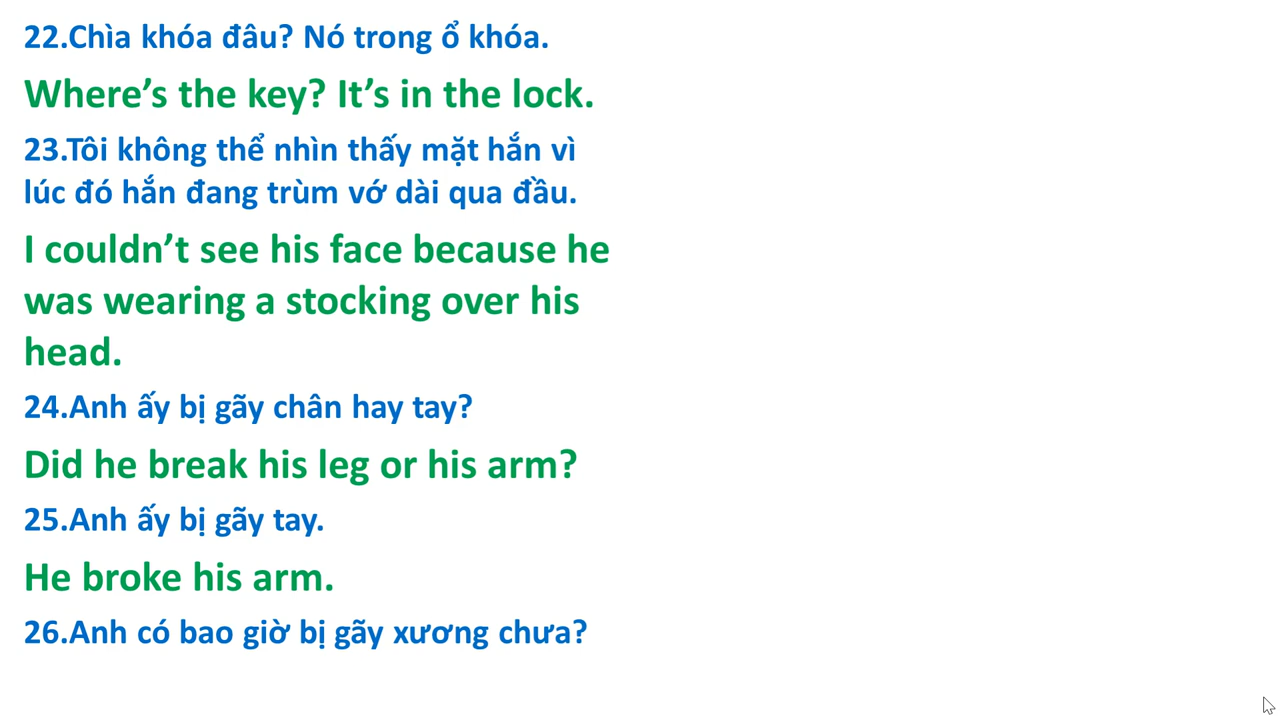 22.Chìa khóa đâu? Nó trong ổ khóa.
Where’s the key? It’s in the lock.
23.Tôi không thể nhìn thấy mặt hắn vì
lúc đó hắn đang trùm vớ dài qua đầu.
I couldn’t see his face because he
was wearing a stocking over his
head.
24.Anh ấy bị gãy chân hay tay?
Did he break his leg or his arm?
25.Anh ấy bị gãy tay.
He broke his arm.
26.Anh có bao giờ bị gãy xương chưa?